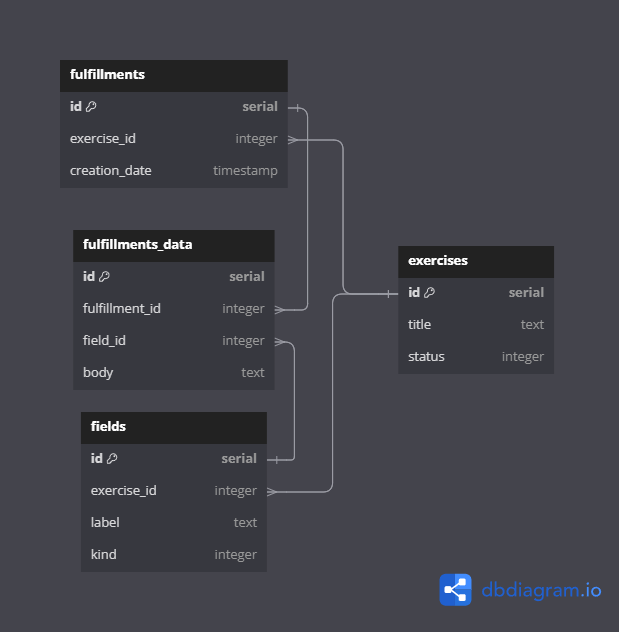 fulfillments
id serial
exercise_id integer
creation_date timestamp
fulfillments_data
id serial
fulfillment_id integer
field_id integer
body text
fields
id serial
exercise_id integer
label text
kind integer
exercises
id serial
title text
status integer
dbdiagram.io